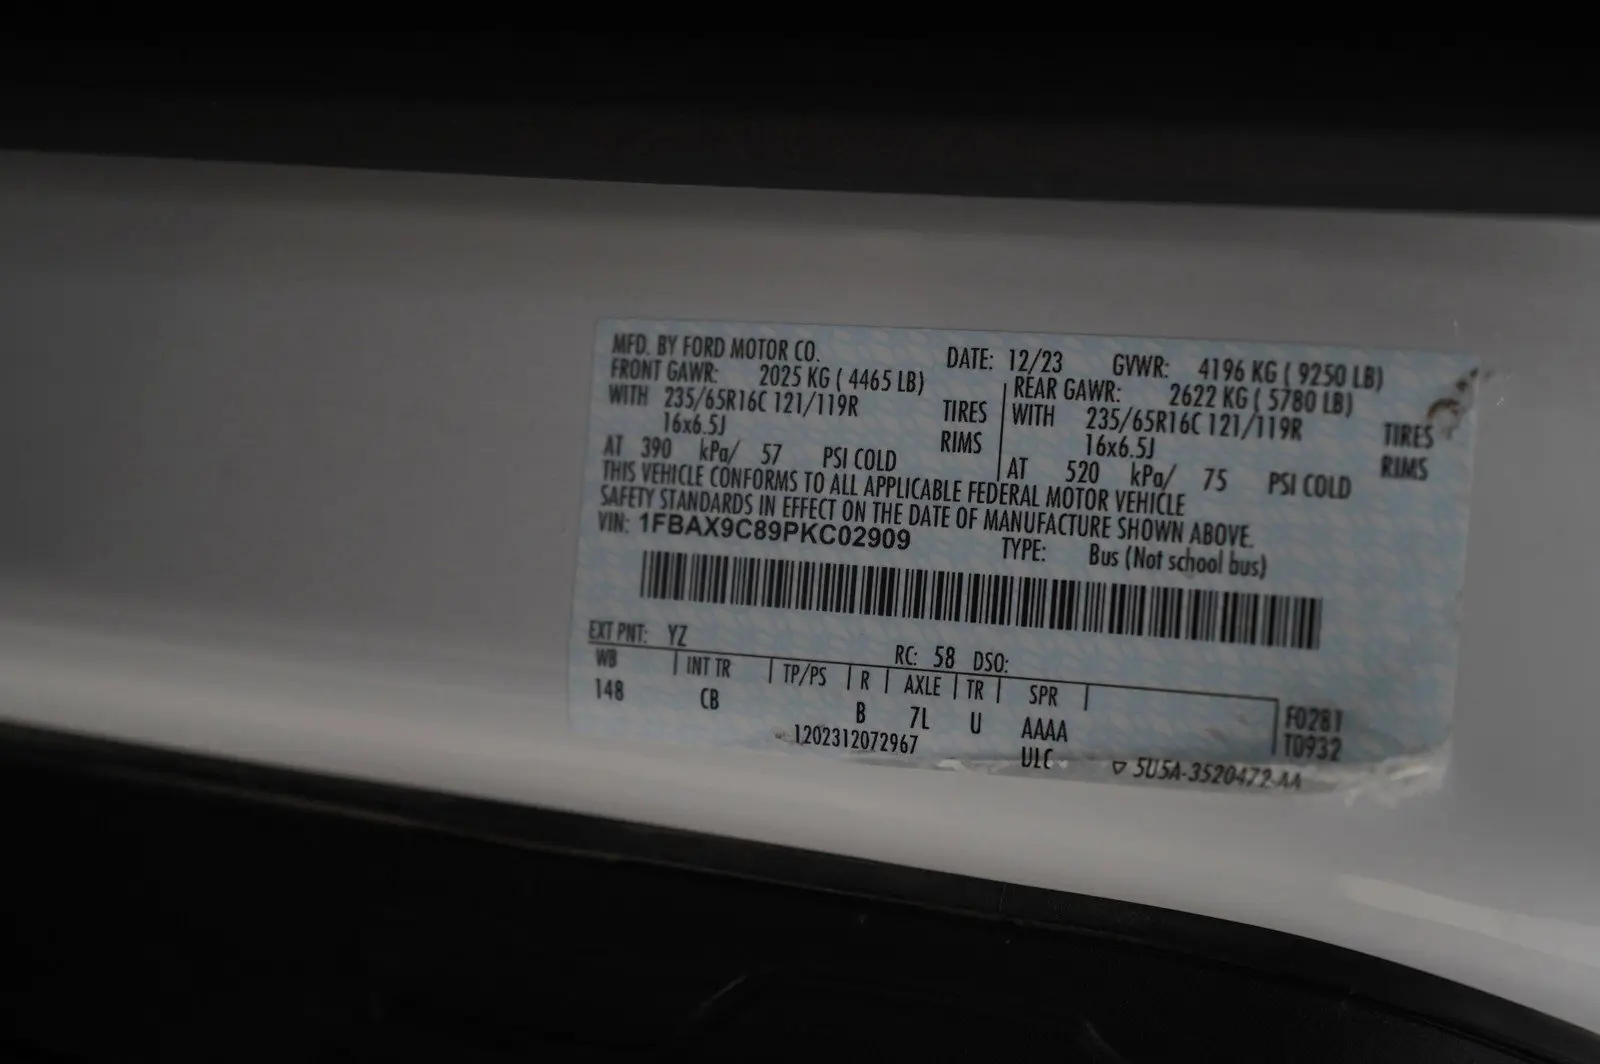 MFD. BY FORD MOTOR CO. DATE: 12/23 GVWR: 4196 KG ( 9250 LB)
FRONT GAWR: 2025 KG ( 4465 LB) REAR GAWR: 2622 KG ( 5780 LB)
WITH 235/65R16C 121/119R TIRES WITH 235/65R16C 121/119R TIRES
16x6.5J RIMS 16x6.5J RIMS
AT 390 kPa/ 57 PSI COLD AT 520 kPa/ 75 PSI COLD
THIS VEHICLE CONFORMS TO ALL APPLICABLE FEDERAL MOTOR VEHICLE
SAFETY STANDARDS IN EFFECT ON THE DATE OF MANUFACTURE SHOWN ABOVE.
VIN: 1FBAX9C89PKC02909 TYPE: Bus (Not school bus)
EXT PNT: YZ RC: 58 DSO:
WB INT TR TP/PS R AXLE TR SPR
148 CB B 7L U AAAA F0281
1202312072967 ULC T0932
5U5A-3520472-AA